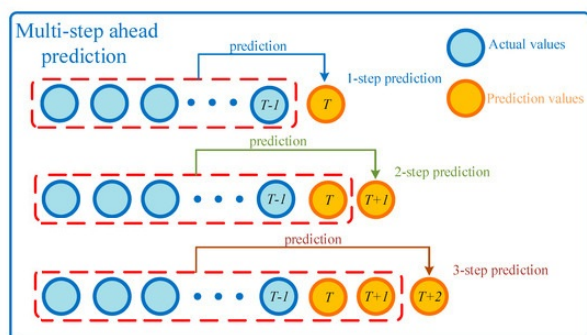 Multi-step ahead
prediction
prediction
Actual values
1-step prediction
Prediction values
T-1
T
prediction
2-step prediction
T-1
T
T+1
prediction
3-step prediction
T-1
T
T+1
T+2